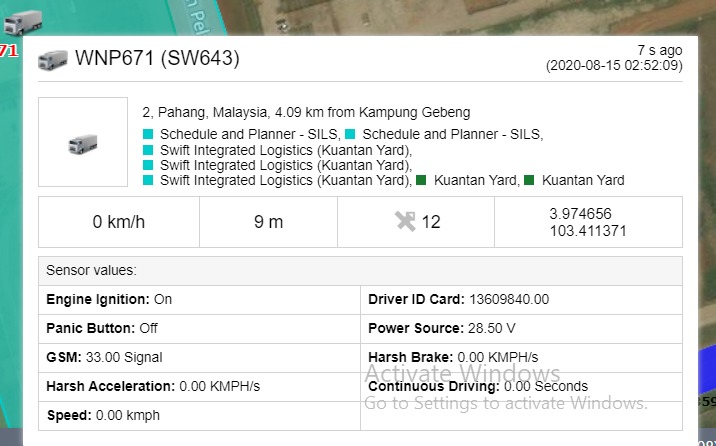 n Pel
71
WNP671 (SW643)
7 s ago
(2020-08-15 02:52:09)
2, Pahang, Malaysia, 4.09 km from Kampung Gebeng
Schedule and Planner - SILS, Schedule and Planner - SILS,
Swift Integrated Logistics (Kuantan Yard),
Swift Integrated Logistics (Kuantan Yard),
Swift Integrated Logistics (Kuantan Yard), Kuantan Yard, Kuantan Yard
0 km/h
9 m
12
3.974656
103.411371
Sensor values:
Engine Ignition: On
Driver ID Card: 13609840.00
Panic Button: Off
Power Source: 28.50 V
GSM: 33.00 Signal
Harsh Brake: 0.00 KMPH/s
Harsh Acceleration: 0.00 KMPH/s
Continuous Driving: 0.00 Seconds
Speed: 0.00 kmph
Activate Windows
Go to Settings to activate Windows.